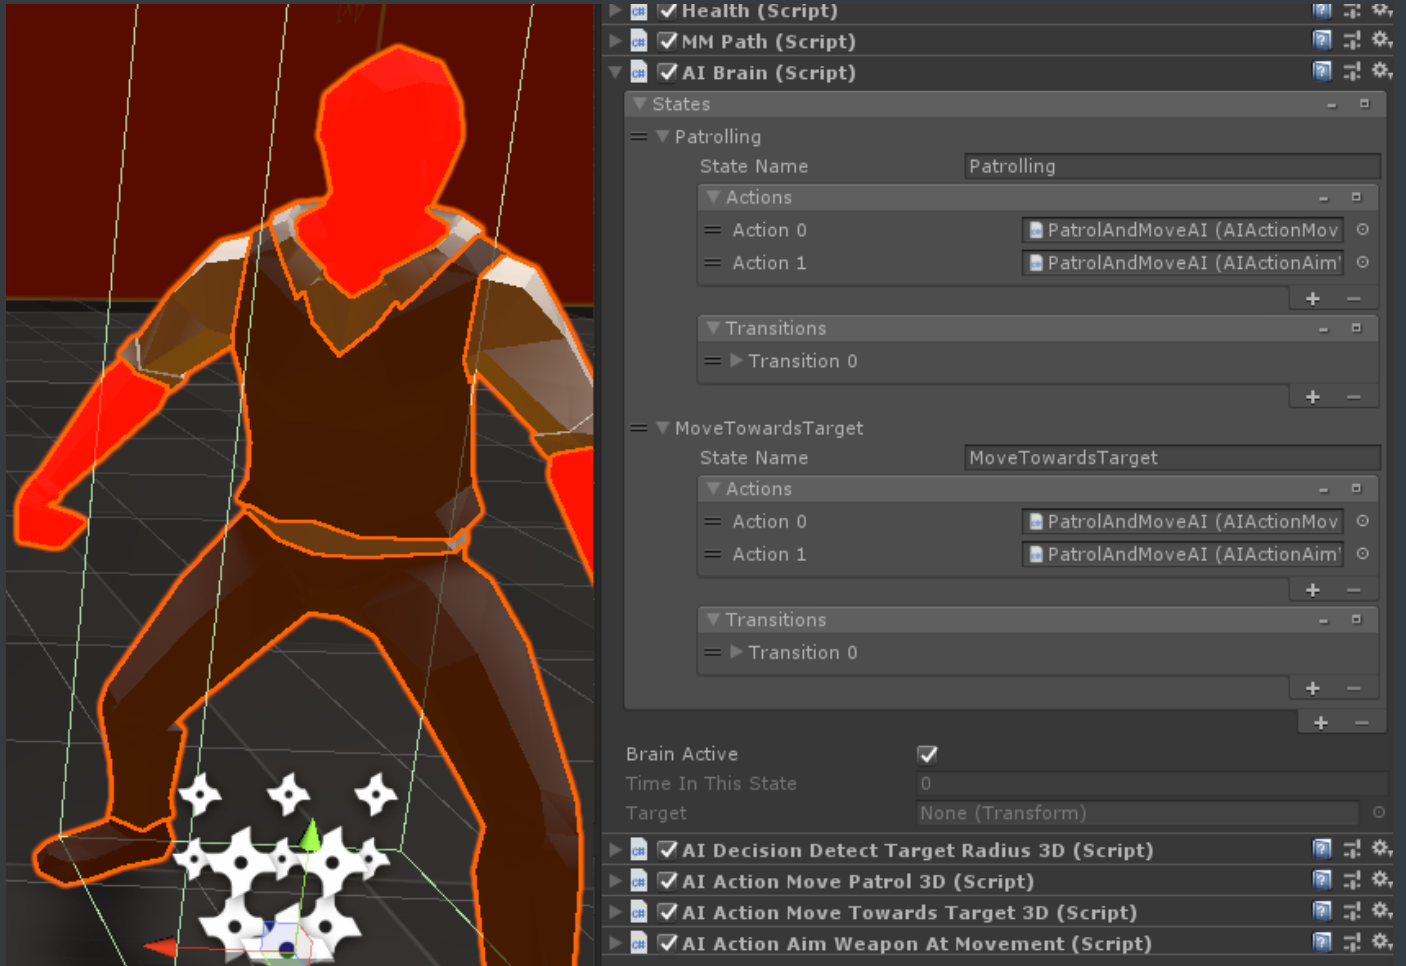 Health (Script)
MM Path (Script)
AI Brain (Script)
States
Patrolling
State Name Patrolling
Actions
Action 0 PatrolAndMoveAI (AIActionMov
Action 1 PatrolAndMoveAI (AIActionAim
Transitions
Transition 0
MoveTowardsTarget
State Name MoveTowardsTarget
Actions
Action 0 PatrolAndMoveAI (AIActionMov
Action 1 PatrolAndMoveAI (AIActionAim
Transitions
Transition 0
Brain Active
Time In This State 0
Target None (Transform)
AI Decision Detect Target Radius 3D (Script)
AI Action Move Patrol 3D (Script)
AI Action Move Towards Target 3D (Script)
AI Action Aim Weapon At Movement (Script)